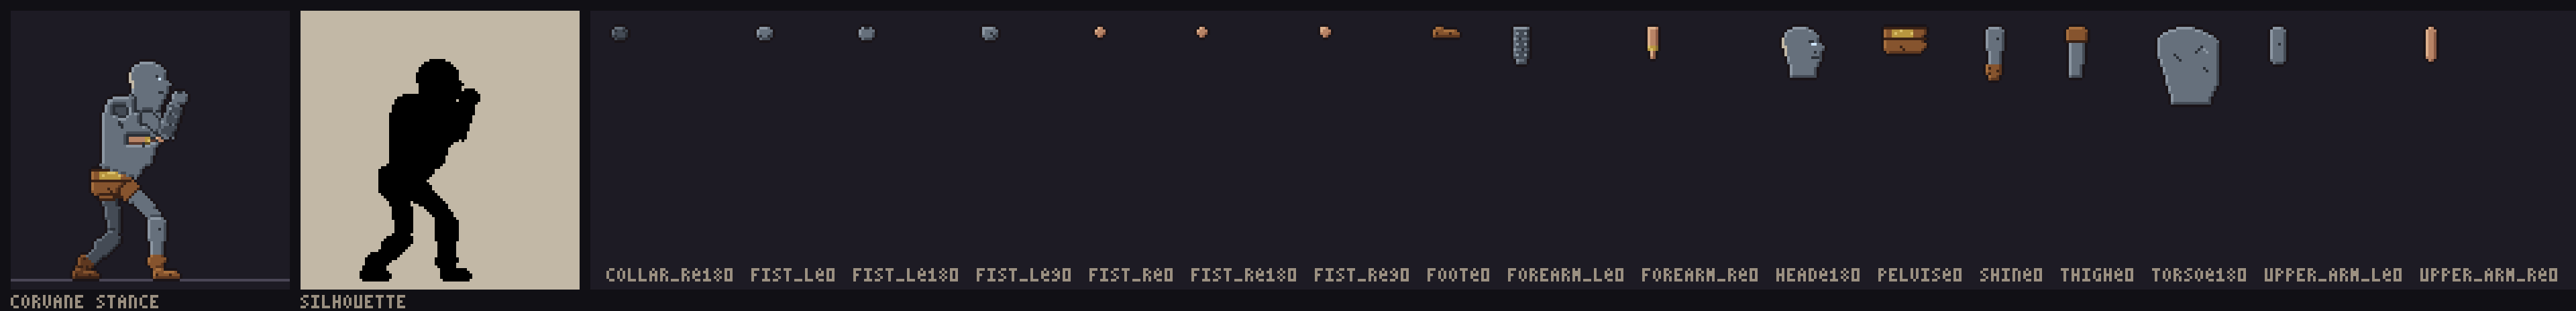 COLLAR_R@180 FIST_L@0 FIST_L@180 FIST_L@90 FIST_R@0 FIST_R@180 FIST_R@90 FOOT@0 FOREARM_L@0 FOREARM_R@0 HEAD@180 PELVIS@0 SHIN@0 THIGH@0 TORSO@180 UPPER_ARM_L@0 UPPER_ARM_R@0
CORVANE STANCE
SILHOUETTE